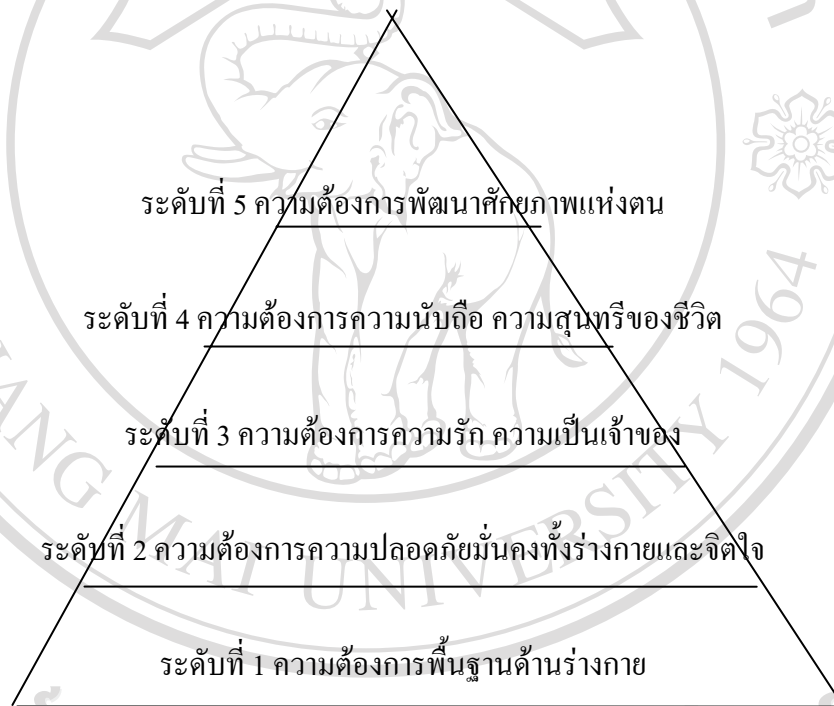 ระดับที่ 5 ความต้องการพัฒนาศักยภาพแห่งตน
ระดับที่ 4 ความต้องการความนับถือ ความสุนทรีของชีวิต
ระดับที่ 3 ความต้องการความรัก ความเป็นเจ้าของ
ระดับที่ 2 ความต้องการความปลอดภัยมั่นคงทั้งร่างกายและจิตใจ
ระดับที่ 1 ความต้องการพื้นฐานด้านร่างกาย
ANG MAI UNIVERSITY 1964